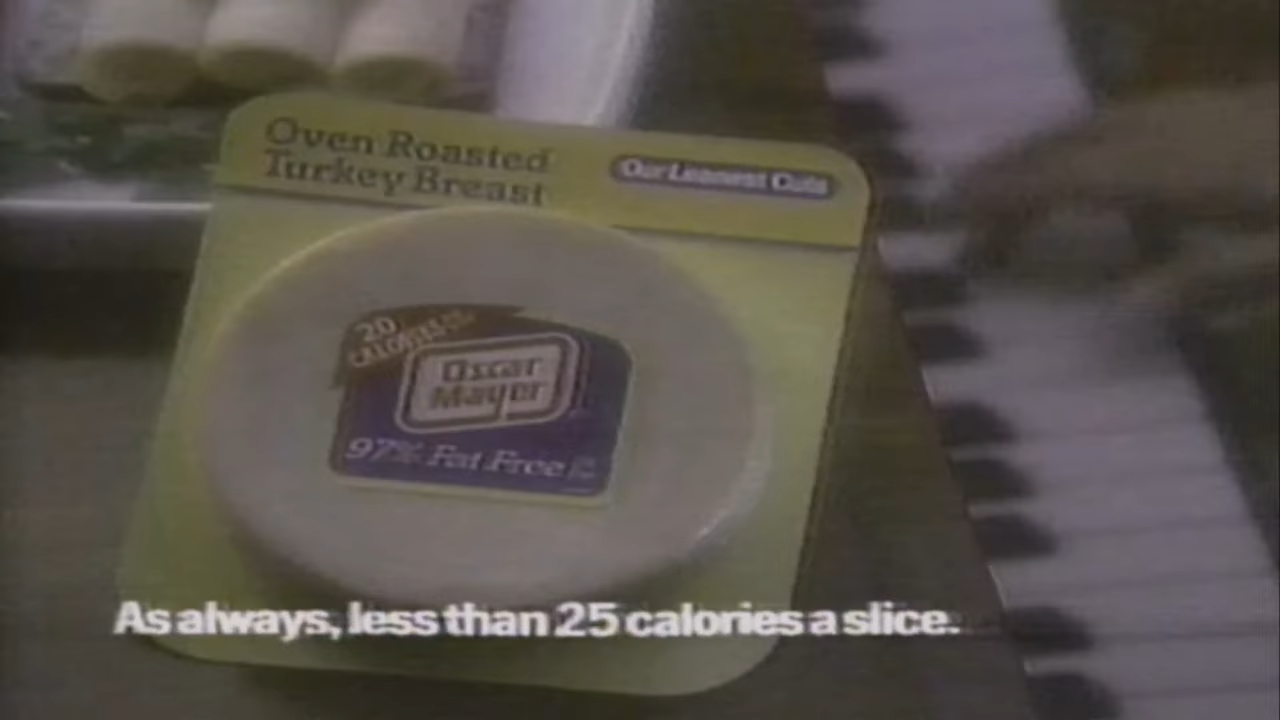 Oven Roasted
Turkey Breast
Our Leanest Cuts
20
CALORIES
Oscar
Mayer
97% Fat Free
As always, less than 25 calories a slice.